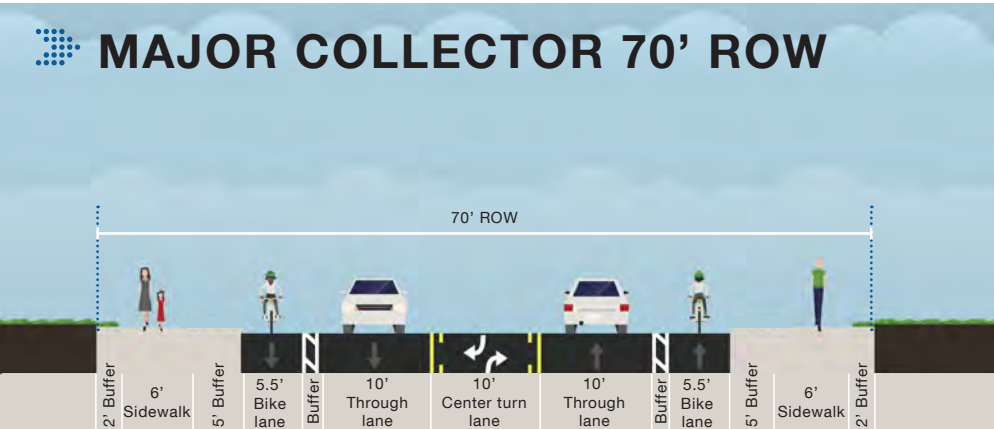 MAJOR COLLECTOR 70’ ROW
70’ ROW
2’ Buffer
6’
Sidewalk
5’ Buffer
5.5’
Bike
lane
Buffer
10’
Through
lane
10’
Center turn
lane
10’
Through
lane
Buffer
5.5’
Bike
lane
5’ Buffer
6’
Sidewalk
2’ Buffer